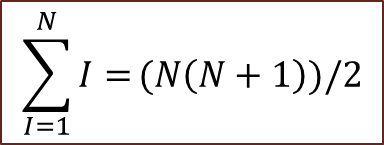 N
∑ I = (N(N + 1))/2
I=1